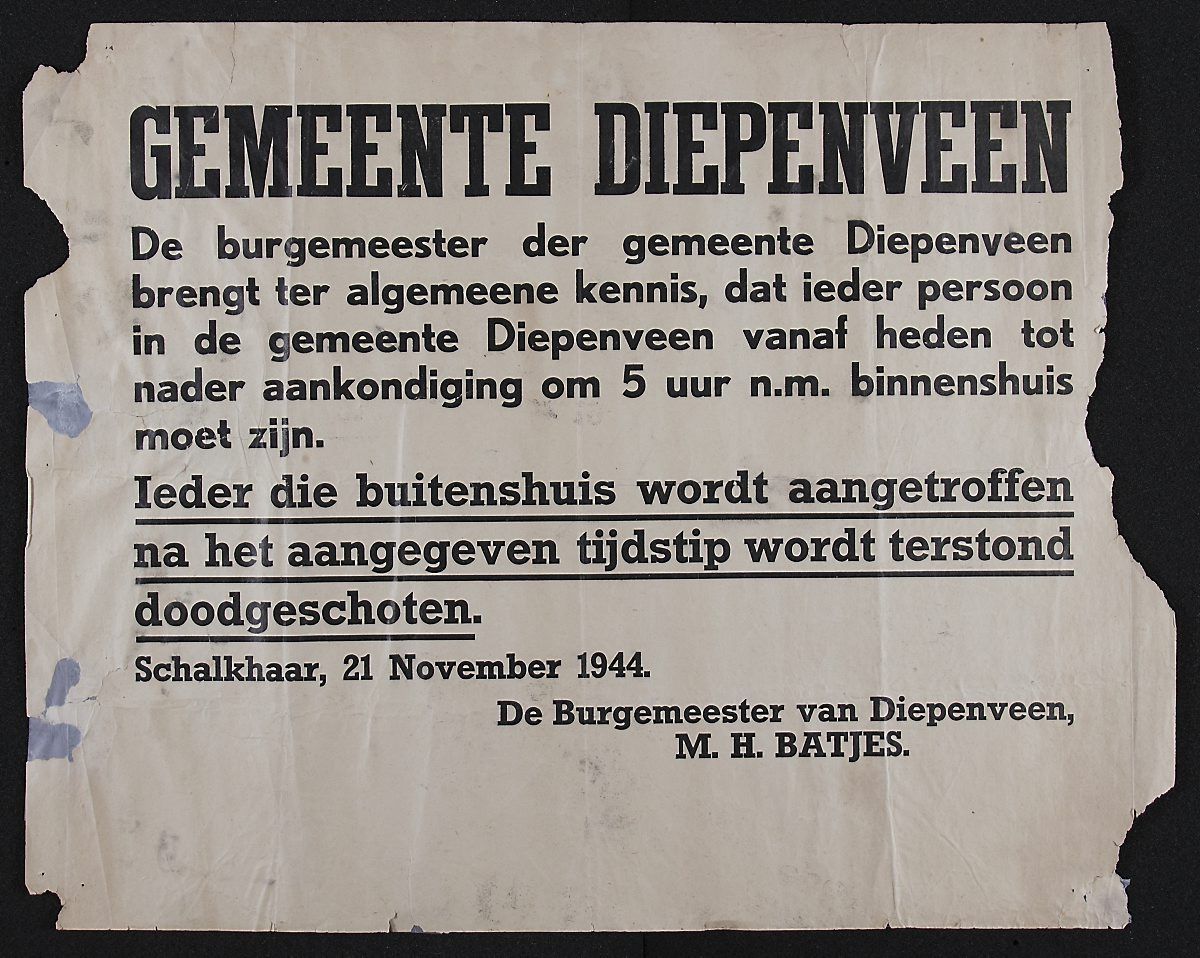 GEMEENTE DIEPENVEEN
De burgemeester der gemeente Diepenveen
brengt ter algemeene kennis, dat ieder persoon
in de gemeente Diepenveen vanaf heden tot
nader aankondiging om 5 uur n.m. binnenshuis
moet zijn.
Ieder die buitenshuis wordt aangetroffen
na het aangegeven tijdstip wordt terstond
doodgeschoten.
Schalkhaar, 21 November 1944.
De Burgemeester van Diepenveen,
M. H. BATJES.